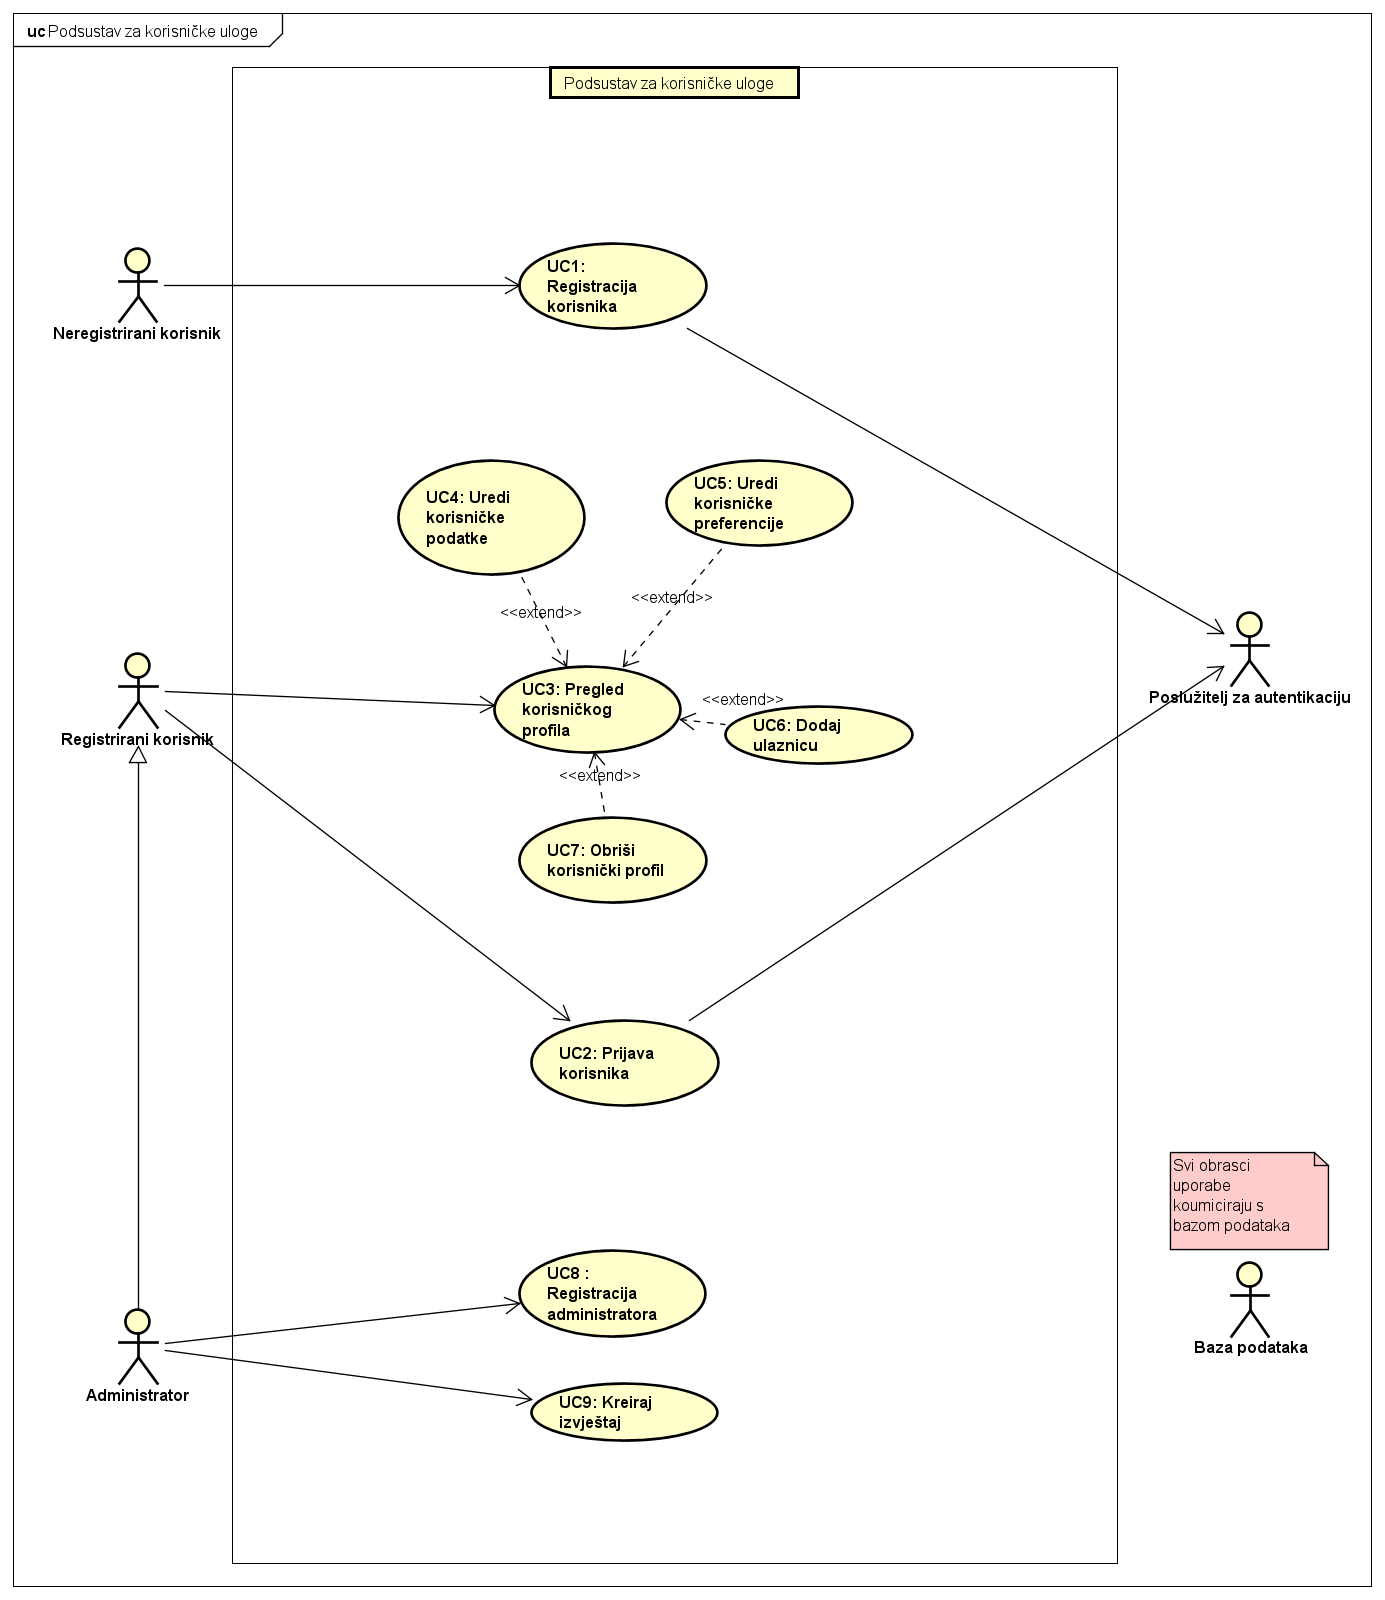 uc Podsustav za korisničke uloge
Podsustav za korisničke uloge
UC1:
Registracija
korisnika
Neregistrirani korisnik
UC4: Uredi
korisničke
podatke
UC5: Uredi
korisničke
preferencije
<<extend>>
<<extend>>
UC3: Pregled
korisničkog
profila
<<extend>>
UC6: Dodaj
ulaznicu
Poslužitelj za autentikaciju
Registrirani korisnik
<<extend>>
UC7: Obriši
korisnički profil
UC2: Prijava
korisnika
Svi obrasci
uporabe
koumiciraju s
bazom podataka
UC8 :
Registracija
administratora
Baza podataka
Administrator
UC9: Kreiraj
izvještaj